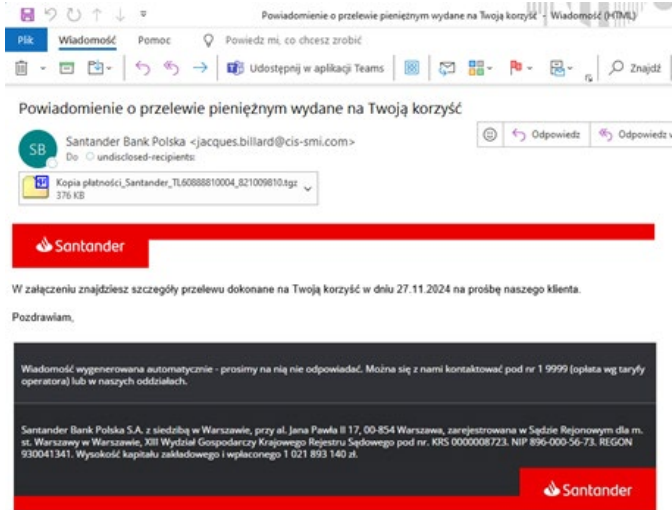 Powiadomienie o przelewie pieniężnym wydane na Twoją korzyść - Wiadomość (HTML)
Plik Wiadomość Pomoc Powiedz mi, co chcesz zrobić
Udostępnij w aplikacji Teams Znajdź
Powiadomienie o przelewie pieniężnym wydane na Twoją korzyść
SB
Santander Bank Polska <jacques.billard@cis-smi.com>
Do undisclosed-recipients:
Odpowiedz Odpowiedz w
Kopia płatności_Santander_TL60888810004_821009810.tgz
376 KB
Santander
W załączeniu znajdziesz szczegóły przelewu dokonane na Twoją korzyść w dniu 27.11.2024 na prośbę naszego klienta.
Pozdrawiam,
Wiadomość wygenerowana automatycznie - prosimy na nią nie odpowiadać. Można się z nami kontaktować pod nr 1 9999 (opłata wg taryfy
operatora) lub w naszych oddziałach.
Santander Bank Polska S.A. z siedzibą w Warszawie, przy al. Jana Pawła II 17, 00-854 Warszawa, zarejestrowana w Sądzie Rejonowym dla m.
st. Warszawy w Warszawie, XIII Wydział Gospodarczy Krajowego Rejestru Sądowego pod nr. KRS 0000008723. NIP 896-000-56-73. REGON
930041341. Wysokość kapitału zakładowego i wpłaconego 1 021 893 140 zł.
Santander